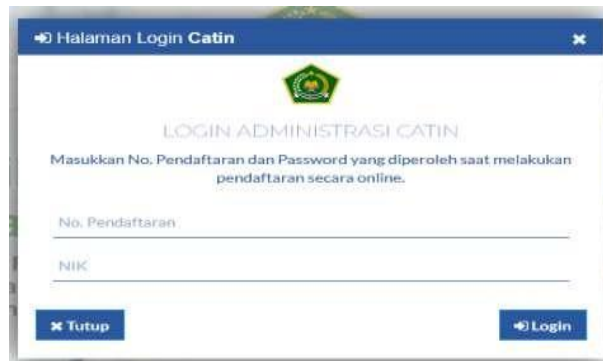 Halaman Login Catin
LOGIN ADMINISTRASI CATIN
Masukkan No. Pendaftaran dan Password yang diperoleh saat melakukan
pendaftaran secara online.
No. Pendaftaran
NIK
Tutup
Login